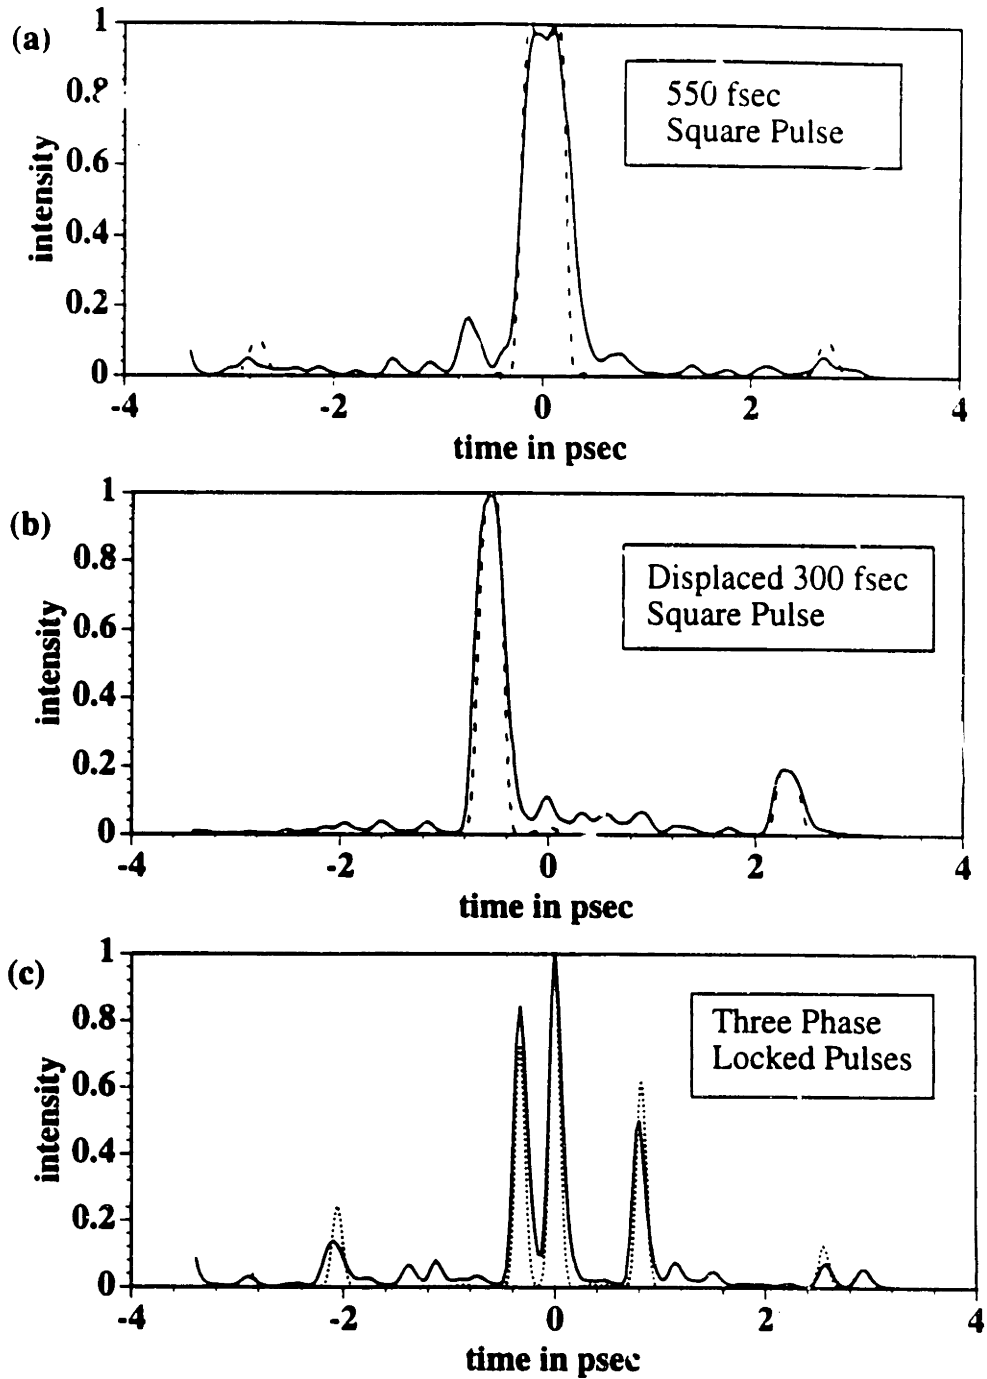 (a)
1
0.8
0.6
0.4
0.2
0
intensity
550 fsec
Square Pulse
-4 -2 0 2 4
time in psec
(b)
1
0.8
0.6
0.4
0.2
0
intensity
Displaced 300 fsec
Square Pulse
-4 -2 0 2 4
time in psec
(c)
1
0.8
0.6
0.4
0.2
0
intensity
Three Phase
Locked Pulses
-4 -2 0 2 4
time in psec